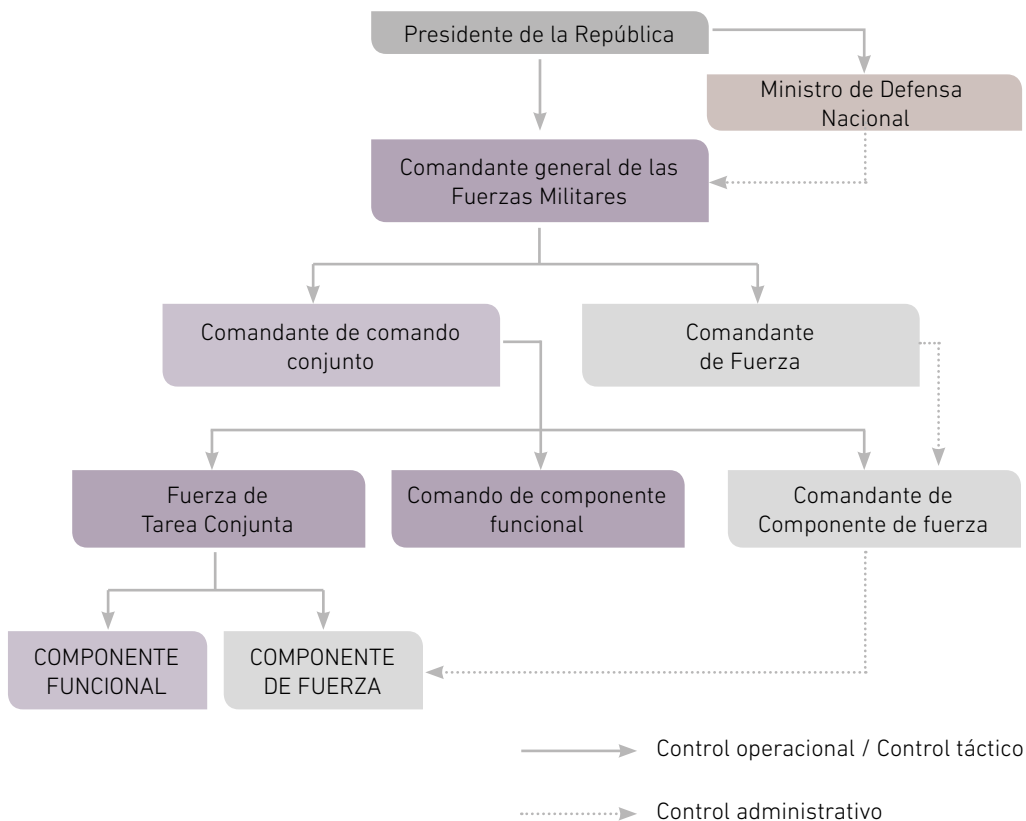 Presidente de la República
Ministro de Defensa
Nacional
Comandante general de las
Fuerzas Militares
Comandante de comando
conjunto
Comandante
de Fuerza
Fuerza de
Tarea Conjunta
Comando de componente
funcional
Comandante de
Componente de fuerza
COMPONENTE
FUNCIONAL
COMPONENTE
DE FUERZA
Control operacional / Control táctico
Control administrativo